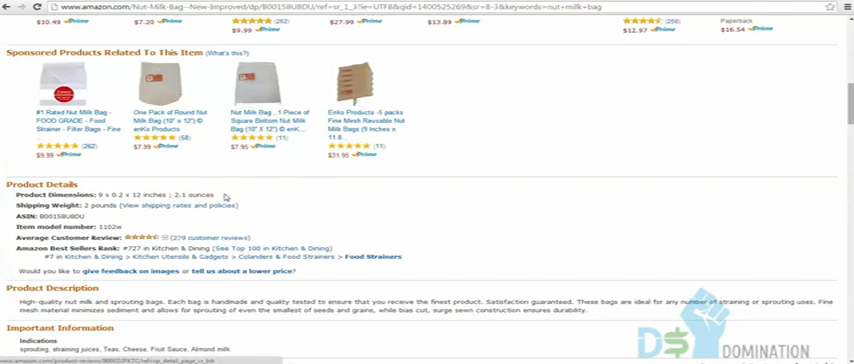 www.amazon.com/Nut-Milk-Bag--New-Improved/dp/B001S8U8DU/ref=sr_1_3?ie=UTF8&qid=1400525269&sr=8-3&keywords=nut+milk+bag
$10.49 Prime
$7.20 Prime
(262)
$9.99 Prime
$27.99 Prime
$13.89 Prime
(258)
$12.97 Prime
Paperback
$16.54 Prime
Sponsored Products Related To This Item (What's this?)
#1 Rated Nut Milk Bag -
FOOD GRADE - Food
Strainer - Filter Bags - Fine
(262)
$9.99 Prime
One Pack of Round Nut
Milk Bag (10" x 12") ©
enKo Products
(58)
$7.99 Prime
Nut Milk Bag , 1 Piece of
Square Bottom Nut Milk
Bag (10" X 12") © enK...
(11)
$7.95 Prime
Enko Products -5 packs
Fine Mesh Reusable Nut
Milk Bags (9 Inches x
11.8...
(11)
$31.95 Prime
Product Details
Product Dimensions: 9 x 0.2 x 12 inches ; 2.1 ounces
Shipping Weight: 2 pounds (View shipping rates and policies)
ASIN: B001S8U8DU
Item model number: 1102w
Average Customer Review: (279 customer reviews)
Amazon Best Sellers Rank: #727 in Kitchen & Dining (See Top 100 in Kitchen & Dining)
#7 in Kitchen & Dining > Kitchen Utensils & Gadgets > Colanders & Food Strainers > Food Strainers
Would you like to give feedback on images or tell us about a lower price?
Product Description
High-quality nut milk and sprouting bags. Each bag is handmade and quality tested to ensure that you receive the finest product. Satisfaction guaranteed. These bags are ideal for any number of straining or sprouting uses. Fine
mesh material minimizes sediment and allows for sprouting of even the smallest of seeds and grains, while bias cut, surge sewn construction ensures durability.
Important Information
Indications
sprouting, straining juices, Teas, Cheese, Fruit Sauce, Almond milk
D$ DOMINATION